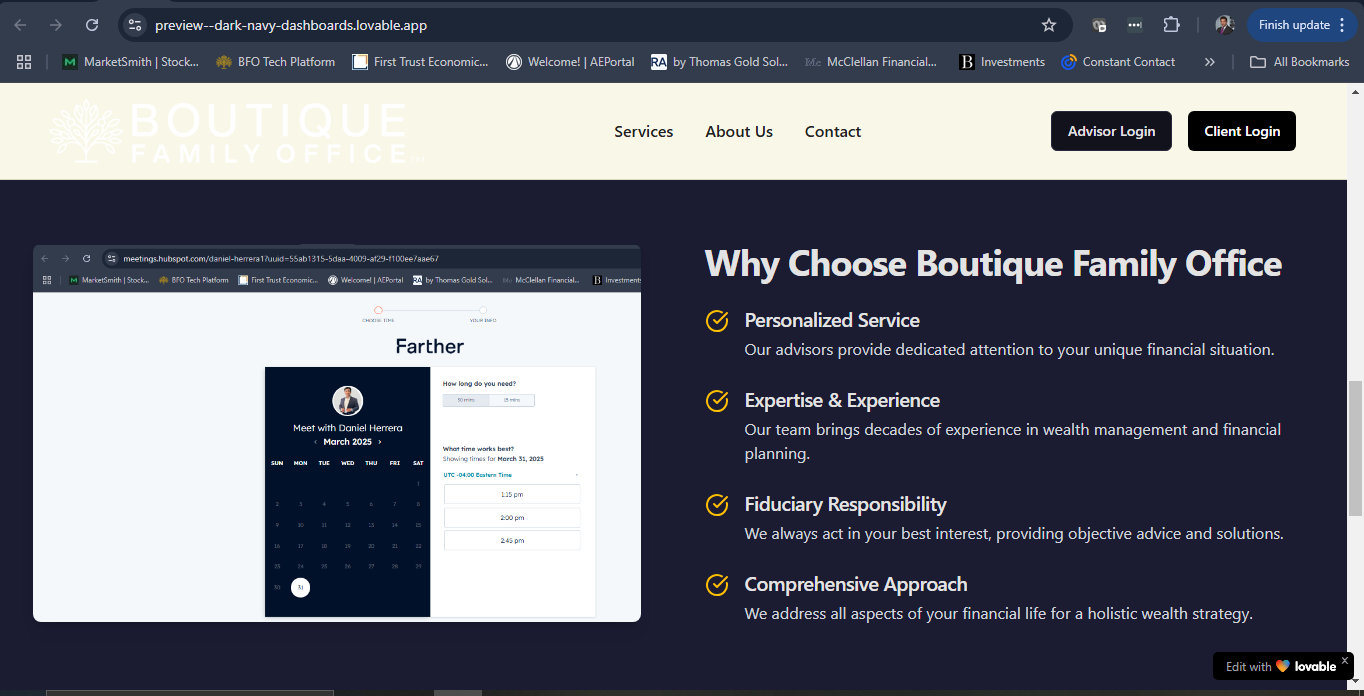 preview--dark-navy-dashboards.lovable.app
Finish update
MarketSmith | Stock...
BFO Tech Platform
First Trust Economic...
Welcome! | AEPortal
RA by Thomas Gold Sol...
Mc McClellan Financial...
B Investments
Constant Contact
»
All Bookmarks
BOUTIQUE
FAMILY OFFICE™
Services
About Us
Contact
Advisor Login
Client Login
meetings.hubspot.com/daniel-herrera1?uuid=55ab1315-5daa-4009-af29-f100ee7aae67
MarketSmith | Stock...
BFO Tech Platform
First Trust Economic...
Welcome! | AEPortal
RA by Thomas Gold Sol...
McClellan Financial...
B Investments
CHOOSE TIME
YOUR INFO
Farther
Meet with Daniel Herrera
‹ March 2025 ›
SUN MON TUE WED THU FRI SAT
1
2 3 4 5 6 7 8
9 10 11 12 13 14 15
16 17 18 19 20 21 22
23 24 25 26 27 28 29
30 31
How long do you need?
30 mins
15 mins
What time works best?
Showing times for March 31, 2025
UTC -04:00 Eastern Time
1:15 pm
2:00 pm
2:45 pm
Why Choose Boutique Family Office
Personalized Service
Our advisors provide dedicated attention to your unique financial situation.
Expertise & Experience
Our team brings decades of experience in wealth management and financial
planning.
Fiduciary Responsibility
We always act in your best interest, providing objective advice and solutions.
Comprehensive Approach
We address all aspects of your financial life for a holistic wealth strategy.
Edit with lovable